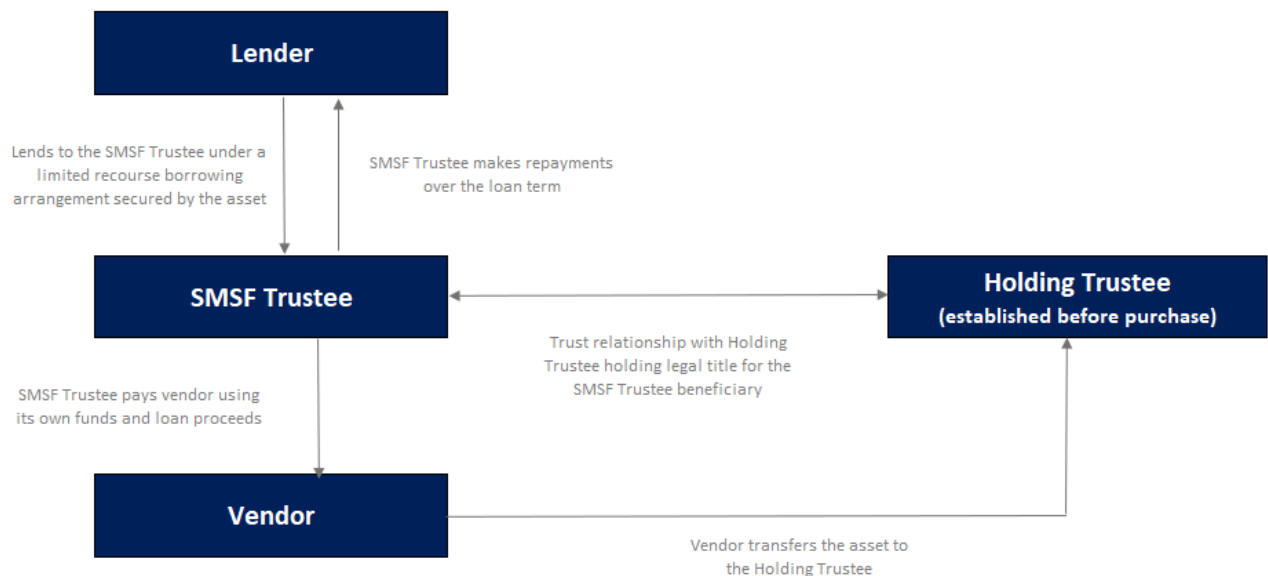 Lender
Lends to the SMSF Trustee under a
limited recourse borrowing
arrangement secured by the asset
SMSF Trustee makes repayments
over the loan term
SMSF Trustee
Holding Trustee
(established before purchase)
Trust relationship with Holding
Trustee holding legal title for the
SMSF Trustee beneficiary
SMSF Trustee pays vendor using
its own funds and loan proceeds
Vendor
Vendor transfers the asset to
the Holding Trustee